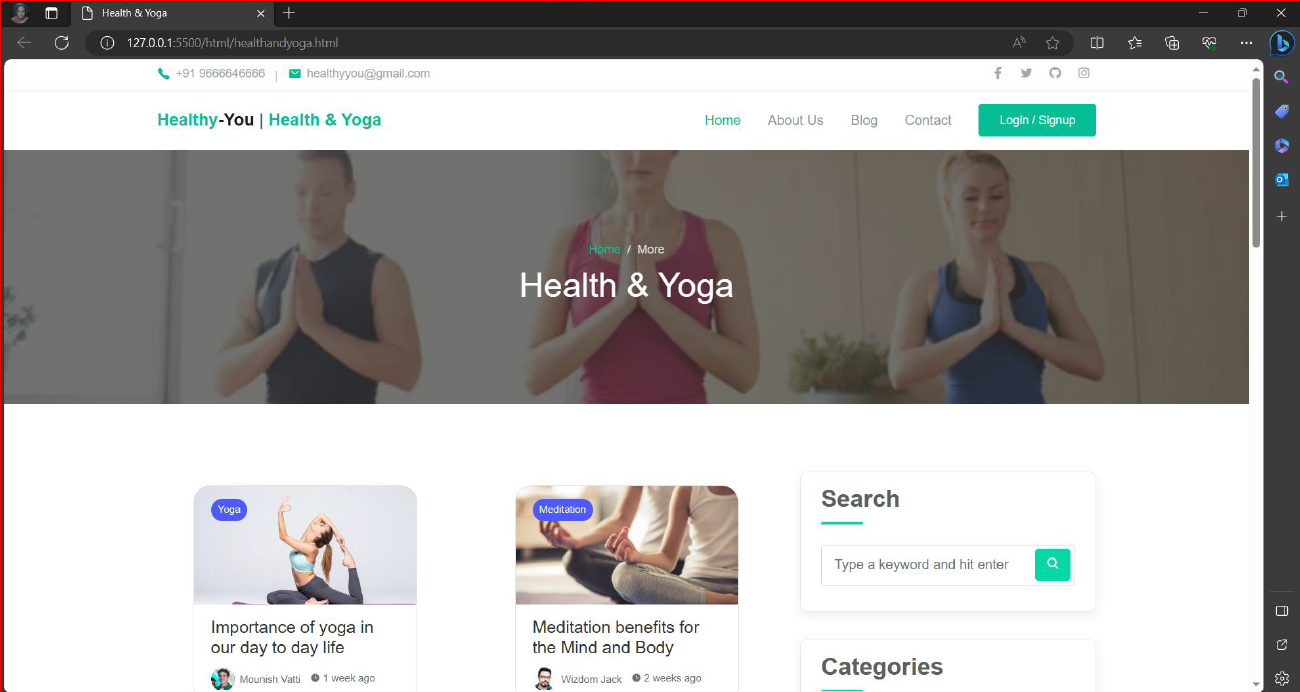 Health & Yoga
127.0.0.1:5500/html/healthandyoga.html
+91 9666646666 | healthyyou@gmail.com
Healthy-You | Health & Yoga
Home About Us Blog Contact Login / Signup
Home / More
Health & Yoga
Yoga
Importance of yoga in
our day to day life
Mounish Vatti 1 week ago
Meditation
Meditation benefits for
the Mind and Body
Wizdom Jack 2 weeks ago
Search
Type a keyword and hit enter
Categories